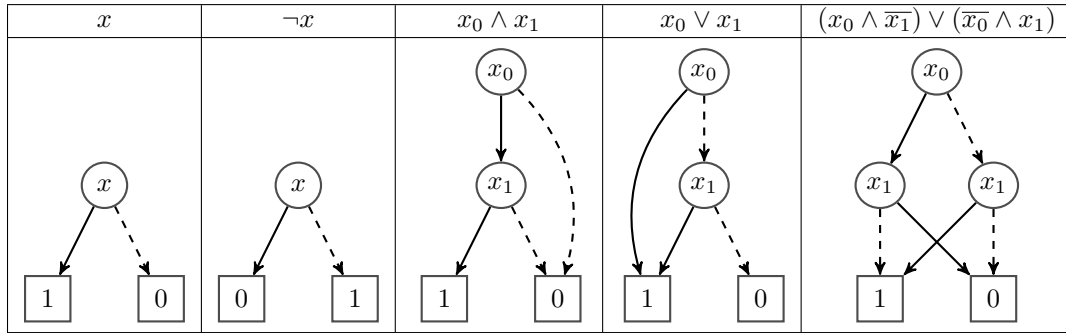 x ¬x x₀ ∧ x₁ x₀ ∨ x₁ (x₀ ∧ x̅₁) ∨ (x̅₀ ∧ x₁)
x₀ x₀ x₀
x x x₁ x₁ x₁ x₁
1 0 0 1 1 0 1 0 1 0